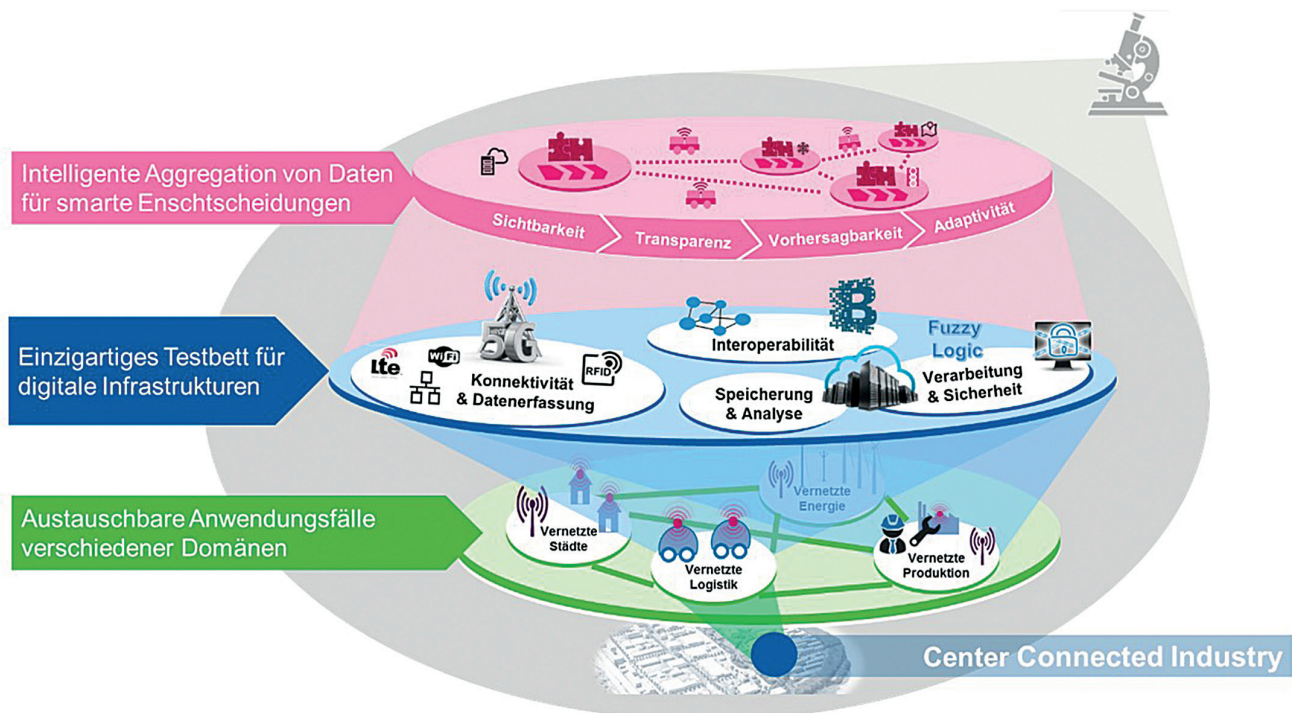 Intelligente Aggregation von Daten
für smarte Enschtscheidungen
Sichtbarkeit
Transparenz
Vorhersagbarkeit
Adaptivität
Einzigartiges Testbett für
digitale Infrastrukturen
Lte
WiFi
5G
RFID
Konnektivität
& Datenerfassung
Interoperabilität
B
Speicherung
& Analyse
Fuzzy
Logic
Verarbeitung
& Sicherheit
Austauschbare Anwendungsfälle
verschiedener Domänen
Vernetzte
Städte
Vernetzte
Logistik
Vernetzte
Energie
Vernetzte
Produktion
Center Connected Industry